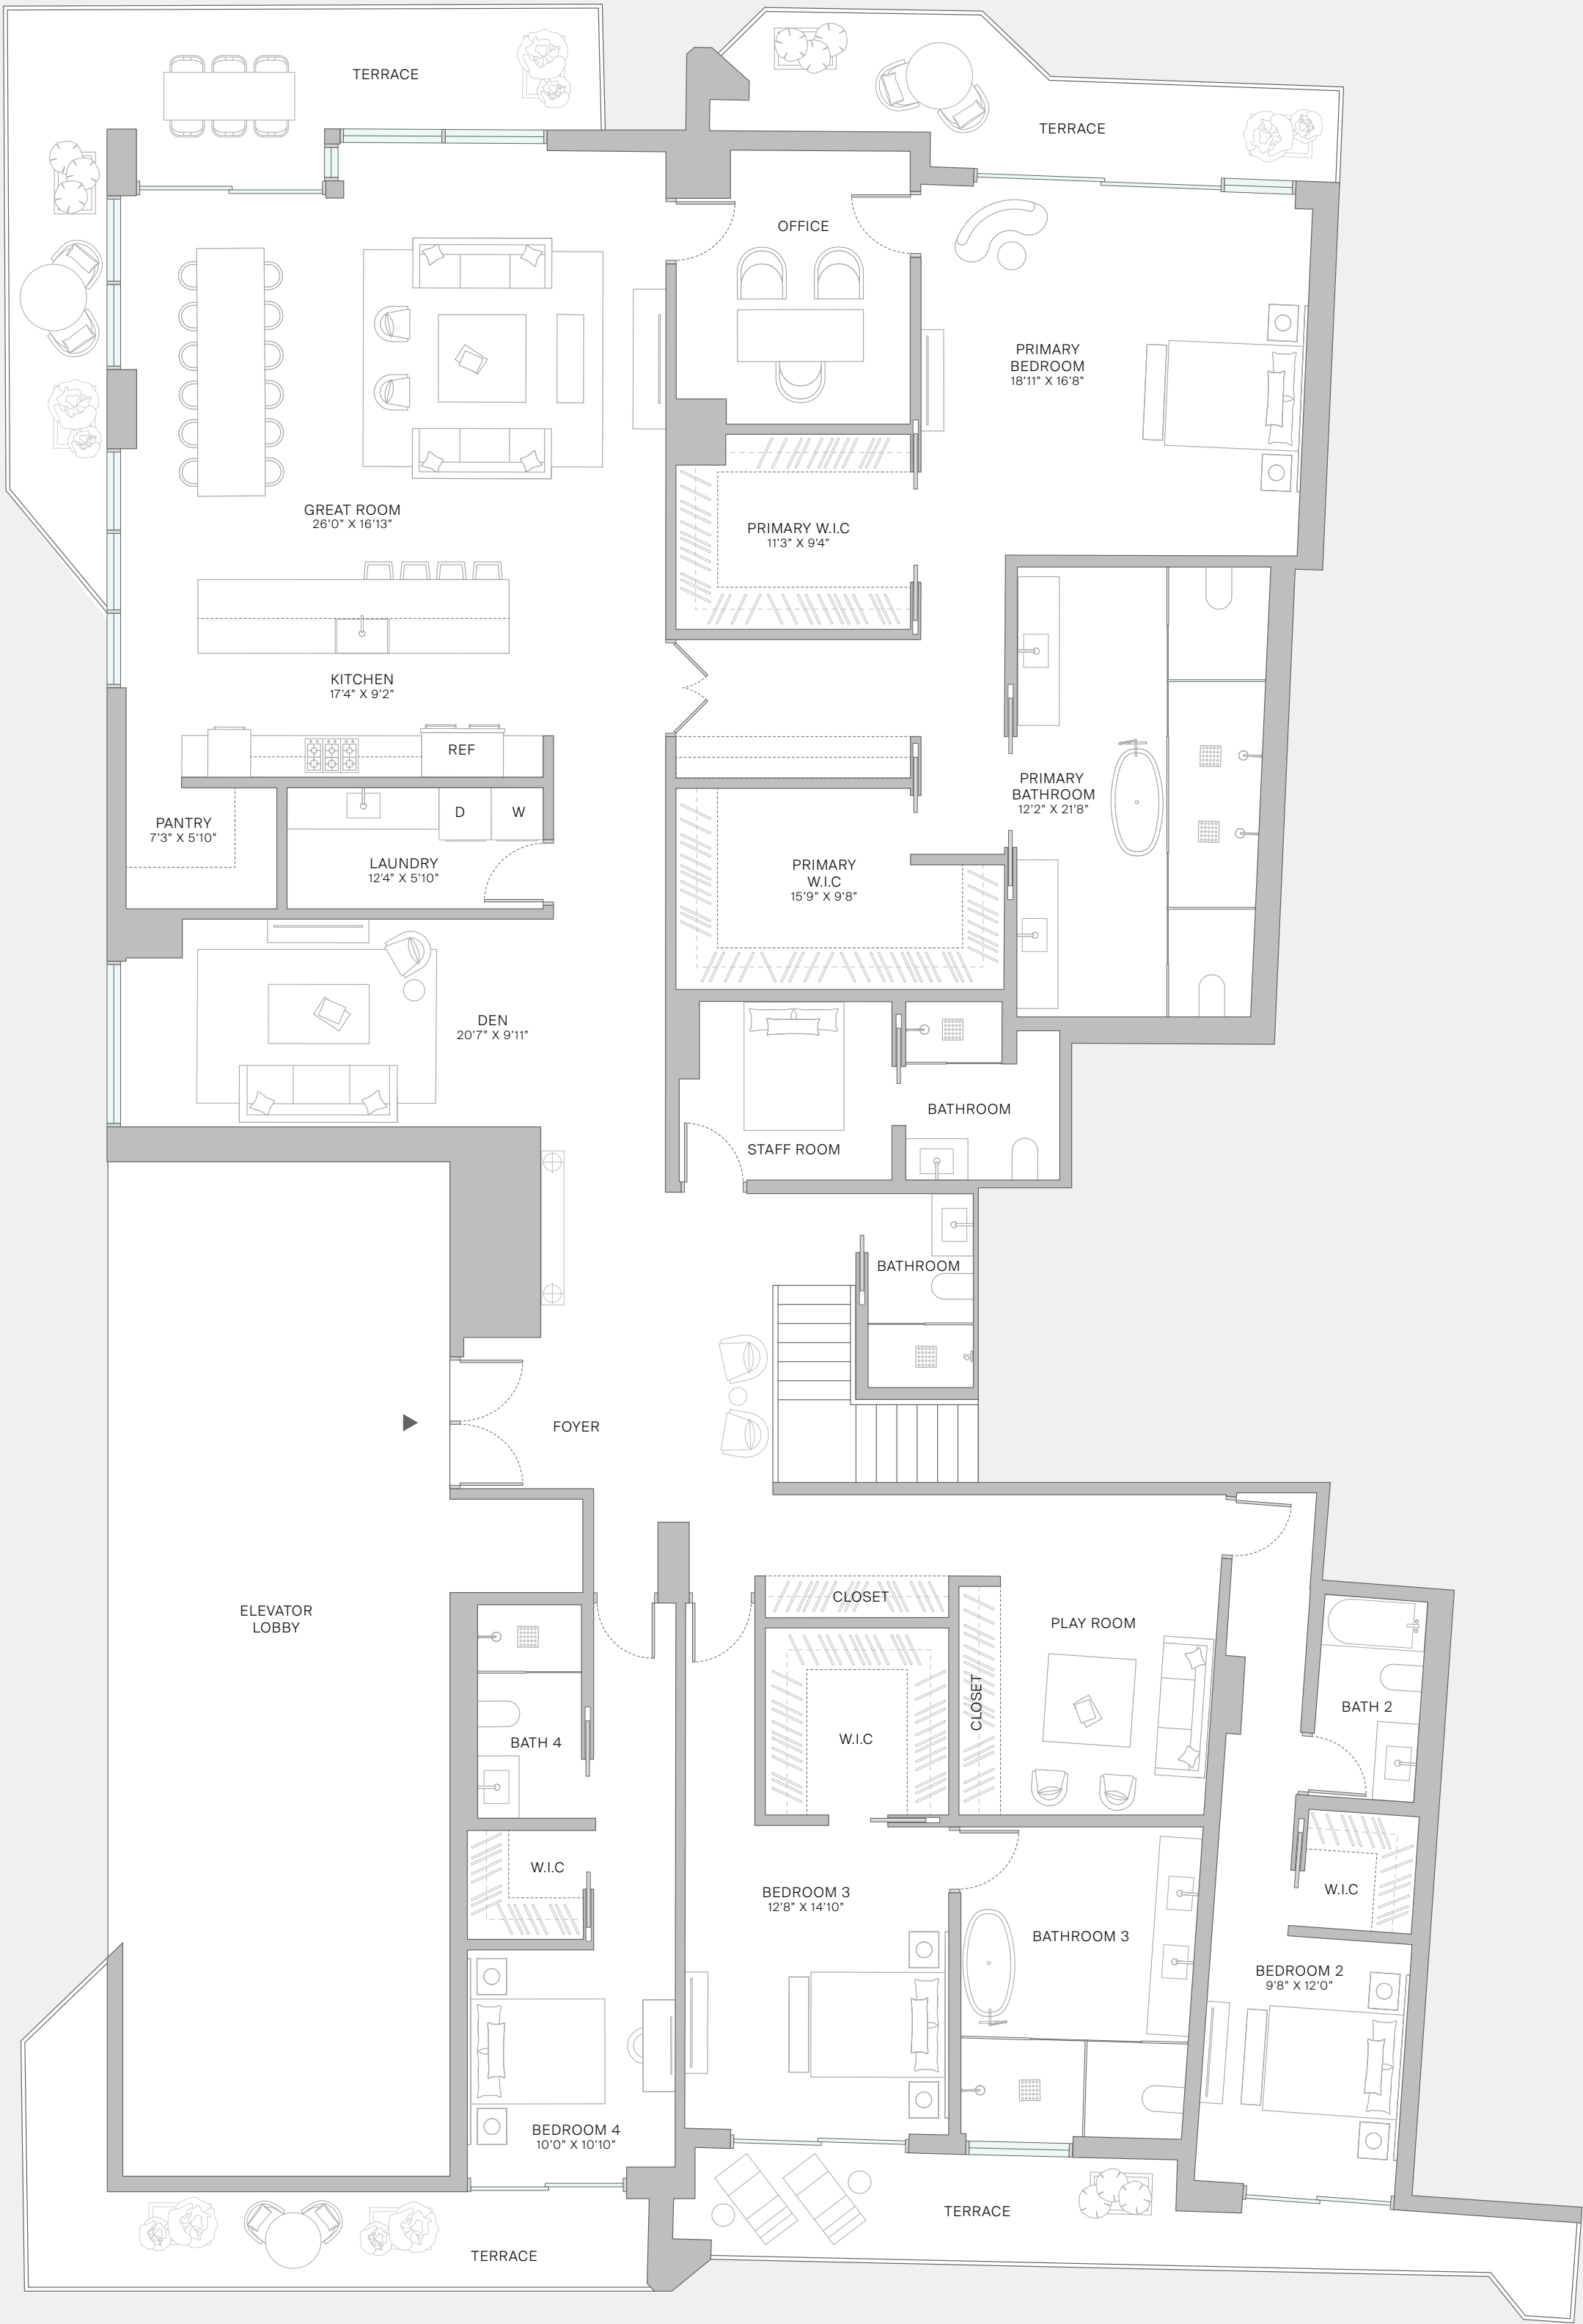 TERRACE
TERRACE
OFFICE
PRIMARY
BEDROOM
18'11" X 16'8"
GREAT ROOM
26'0" X 16'13"
PRIMARY W.I.C
11'3" X 9'4"
KITCHEN
17'4" X 9'2"
REF
PRIMARY
BATHROOM
12'2" X 21'8"
PANTRY
7'3" X 5'10"
D
W
LAUNDRY
12'4" X 5'10"
PRIMARY
W.I.C
15'9" X 9'8"
DEN
20'7" X 9'11"
BATHROOM
STAFF ROOM
BATHROOM
FOYER
ELEVATOR
LOBBY
CLOSET
PLAY ROOM
CLOSET
BATH 2
W.I.C
BATH 4
W.I.C
W.I.C
BEDROOM 3
12'8" X 14'10"
BATHROOM 3
BEDROOM 2
9'8" X 12'0"
BEDROOM 4
10'0" X 10'10"
TERRACE
TERRACE